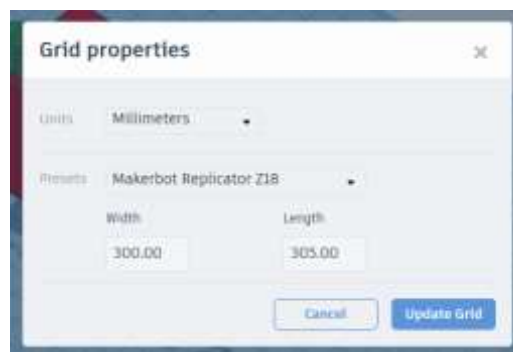 Grid properties
×
Units Millimeters
Presets Makerbot Replicator Z18
Width Length
300.00 305.00
Cancel Update Grid